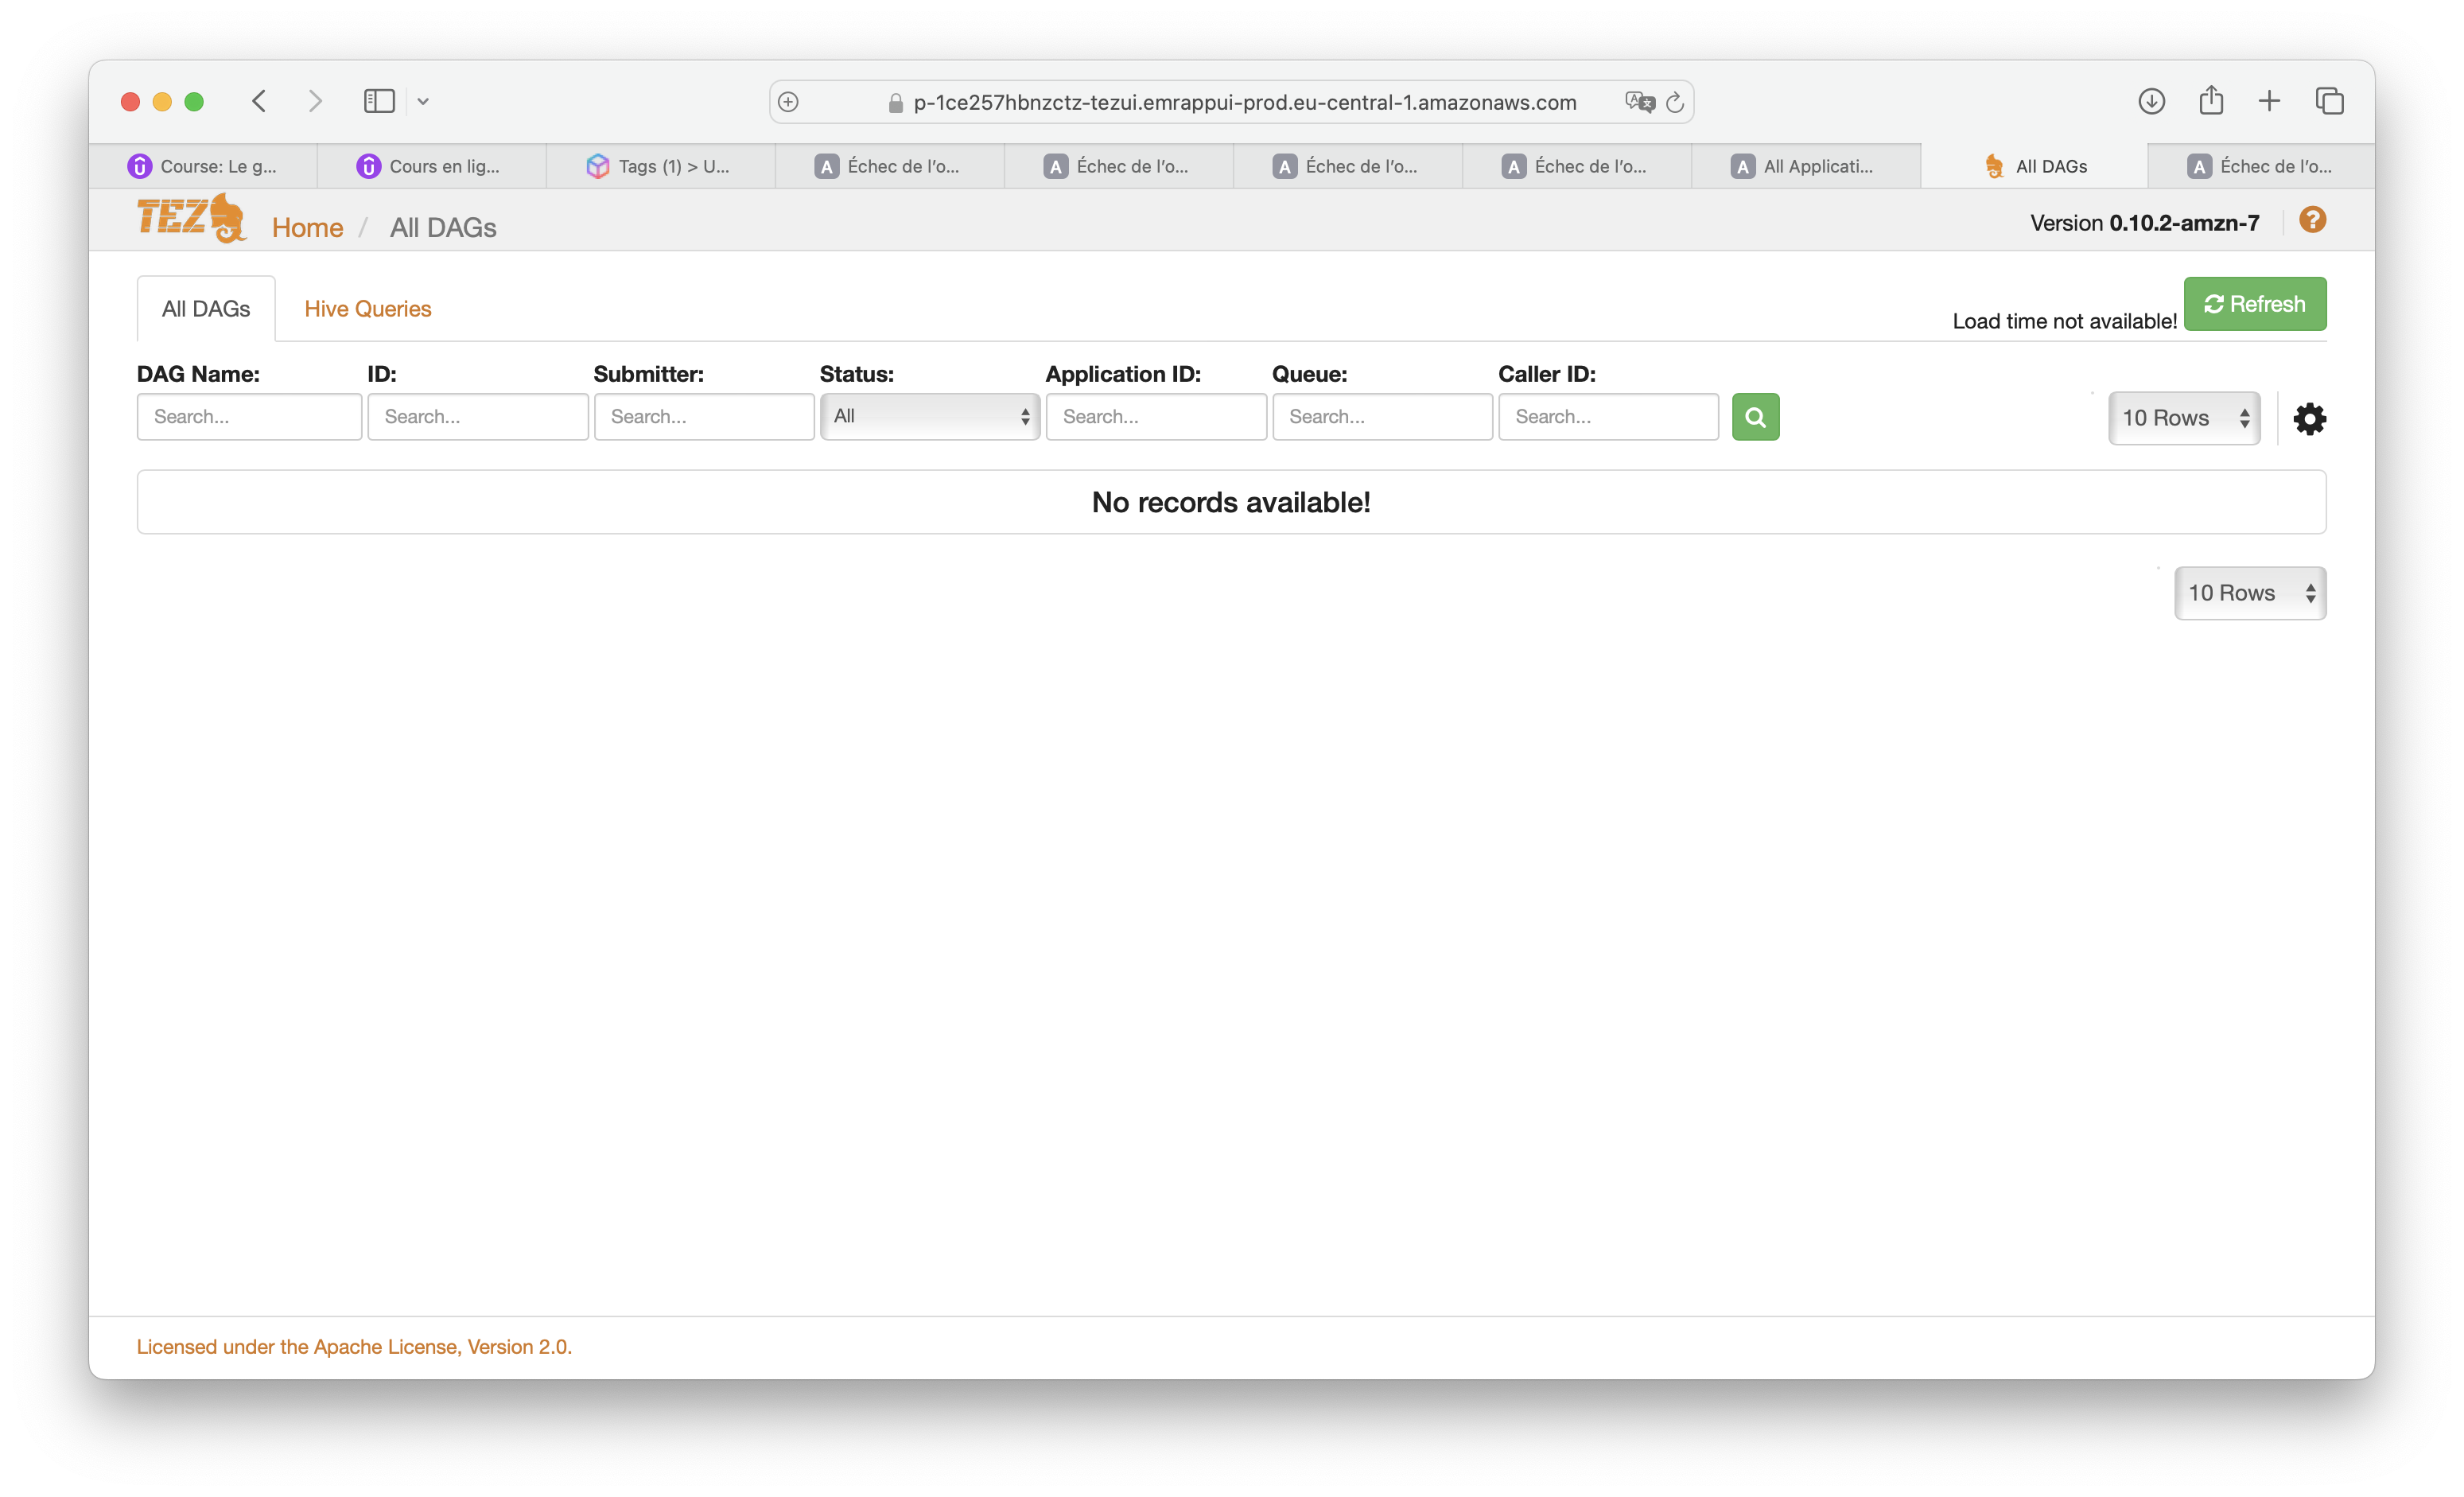 p-1ce257hbnzctz-tezui.emrappui-prod.eu-central-1.amazonaws.com
Course: Le g...
Cours en lig...
Tags (1) > U...
Échec de l’o...
Échec de l’o...
Échec de l’o...
Échec de l’o...
All Applicati...
All DAGs
Échec de l’o...
TEZ Home / All DAGs
Version 0.10.2-amzn-7
All DAGs
Hive Queries
Load time not available!
Refresh
DAG Name: ID: Submitter: Status: Application ID: Queue: Caller ID:
Search... Search... Search... All Search... Search... Search... 10 Rows
No records available!
10 Rows
Licensed under the Apache License, Version 2.0.